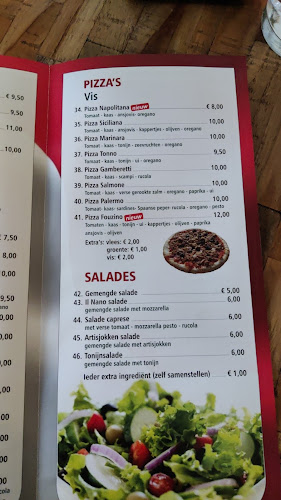 PIZZA'S
Vis
34. Pizza Napolitana nieuw € 8,00
Tomaat - kaas - ansjovis- oregano
35. Pizza Siciliana 10,00
Tomaat - kaas - ansjovis - kappertjes - olijven - oregano
36. Pizza Marinara 10,00
Tomaat - kaas - tonijn - zeevruchten - oregano
37. Pizza Tonno 9,50
Tomaat - kaas - tonijn - ui - oregano
38. Pizza Gamberetti 10,00
Tomaat - kaas - scampi - rucola
39. Pizza Salmone 10,00
Tomaat - kaas - verse gerookte zalm - oregano - paprika - ui
40. Pizza Palermo 10,00
Tomaat- kaas- sardines- Spaanse peper- rucola - oregano - pesto
41. Pizza Fouzino nieuw 12,00
Tomaten - kaas - tonijn - ui - kappertjes - olijven - paprika
ansjovis - olijven
Extra's: vlees: € 2,00
groente: € 1,00
vis: € 2,00
SALADES
42. Gemengde salade € 5,00
43. Il Nano salade 6,00
gemengde salade met mozzarella
44. Salade caprese 6,00
met verse tomaat - mozzarella pesto - rucola
45. Artisjokken salade 6,00
gemengde salade met artisjokken
46. Tonijnsalade 6,00
gemengde salade met tonijn
Ieder extra ingrediënt (zelf samenstellen) € 1,00
€ 9,50
9,50
11,00
10,00
€ 7,50